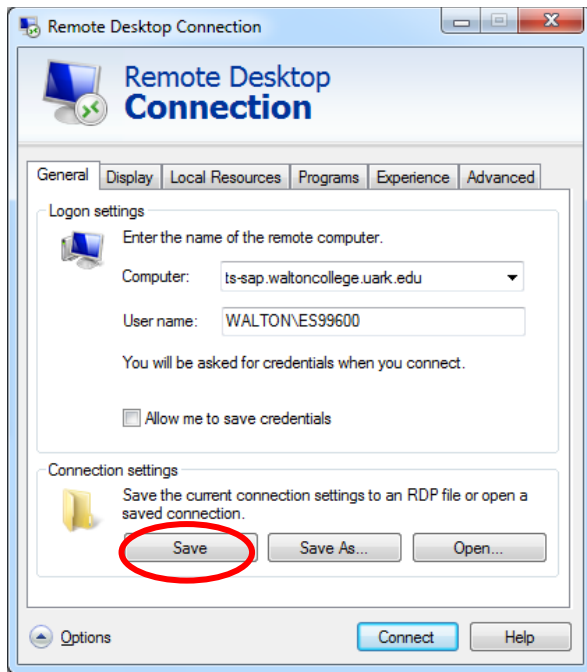 Remote Desktop Connection
Remote Desktop
Connection
General Display Local Resources Programs Experience Advanced
Logon settings
Enter the name of the remote computer.
Computer: ts-sap.waltoncollege.uark.edu
User name: WALTON\ES99600
You will be asked for credentials when you connect.
Allow me to save credentials
Connection settings
Save the current connection settings to an RDP file or open a
saved connection.
Save Save As... Open...
Options Connect Help